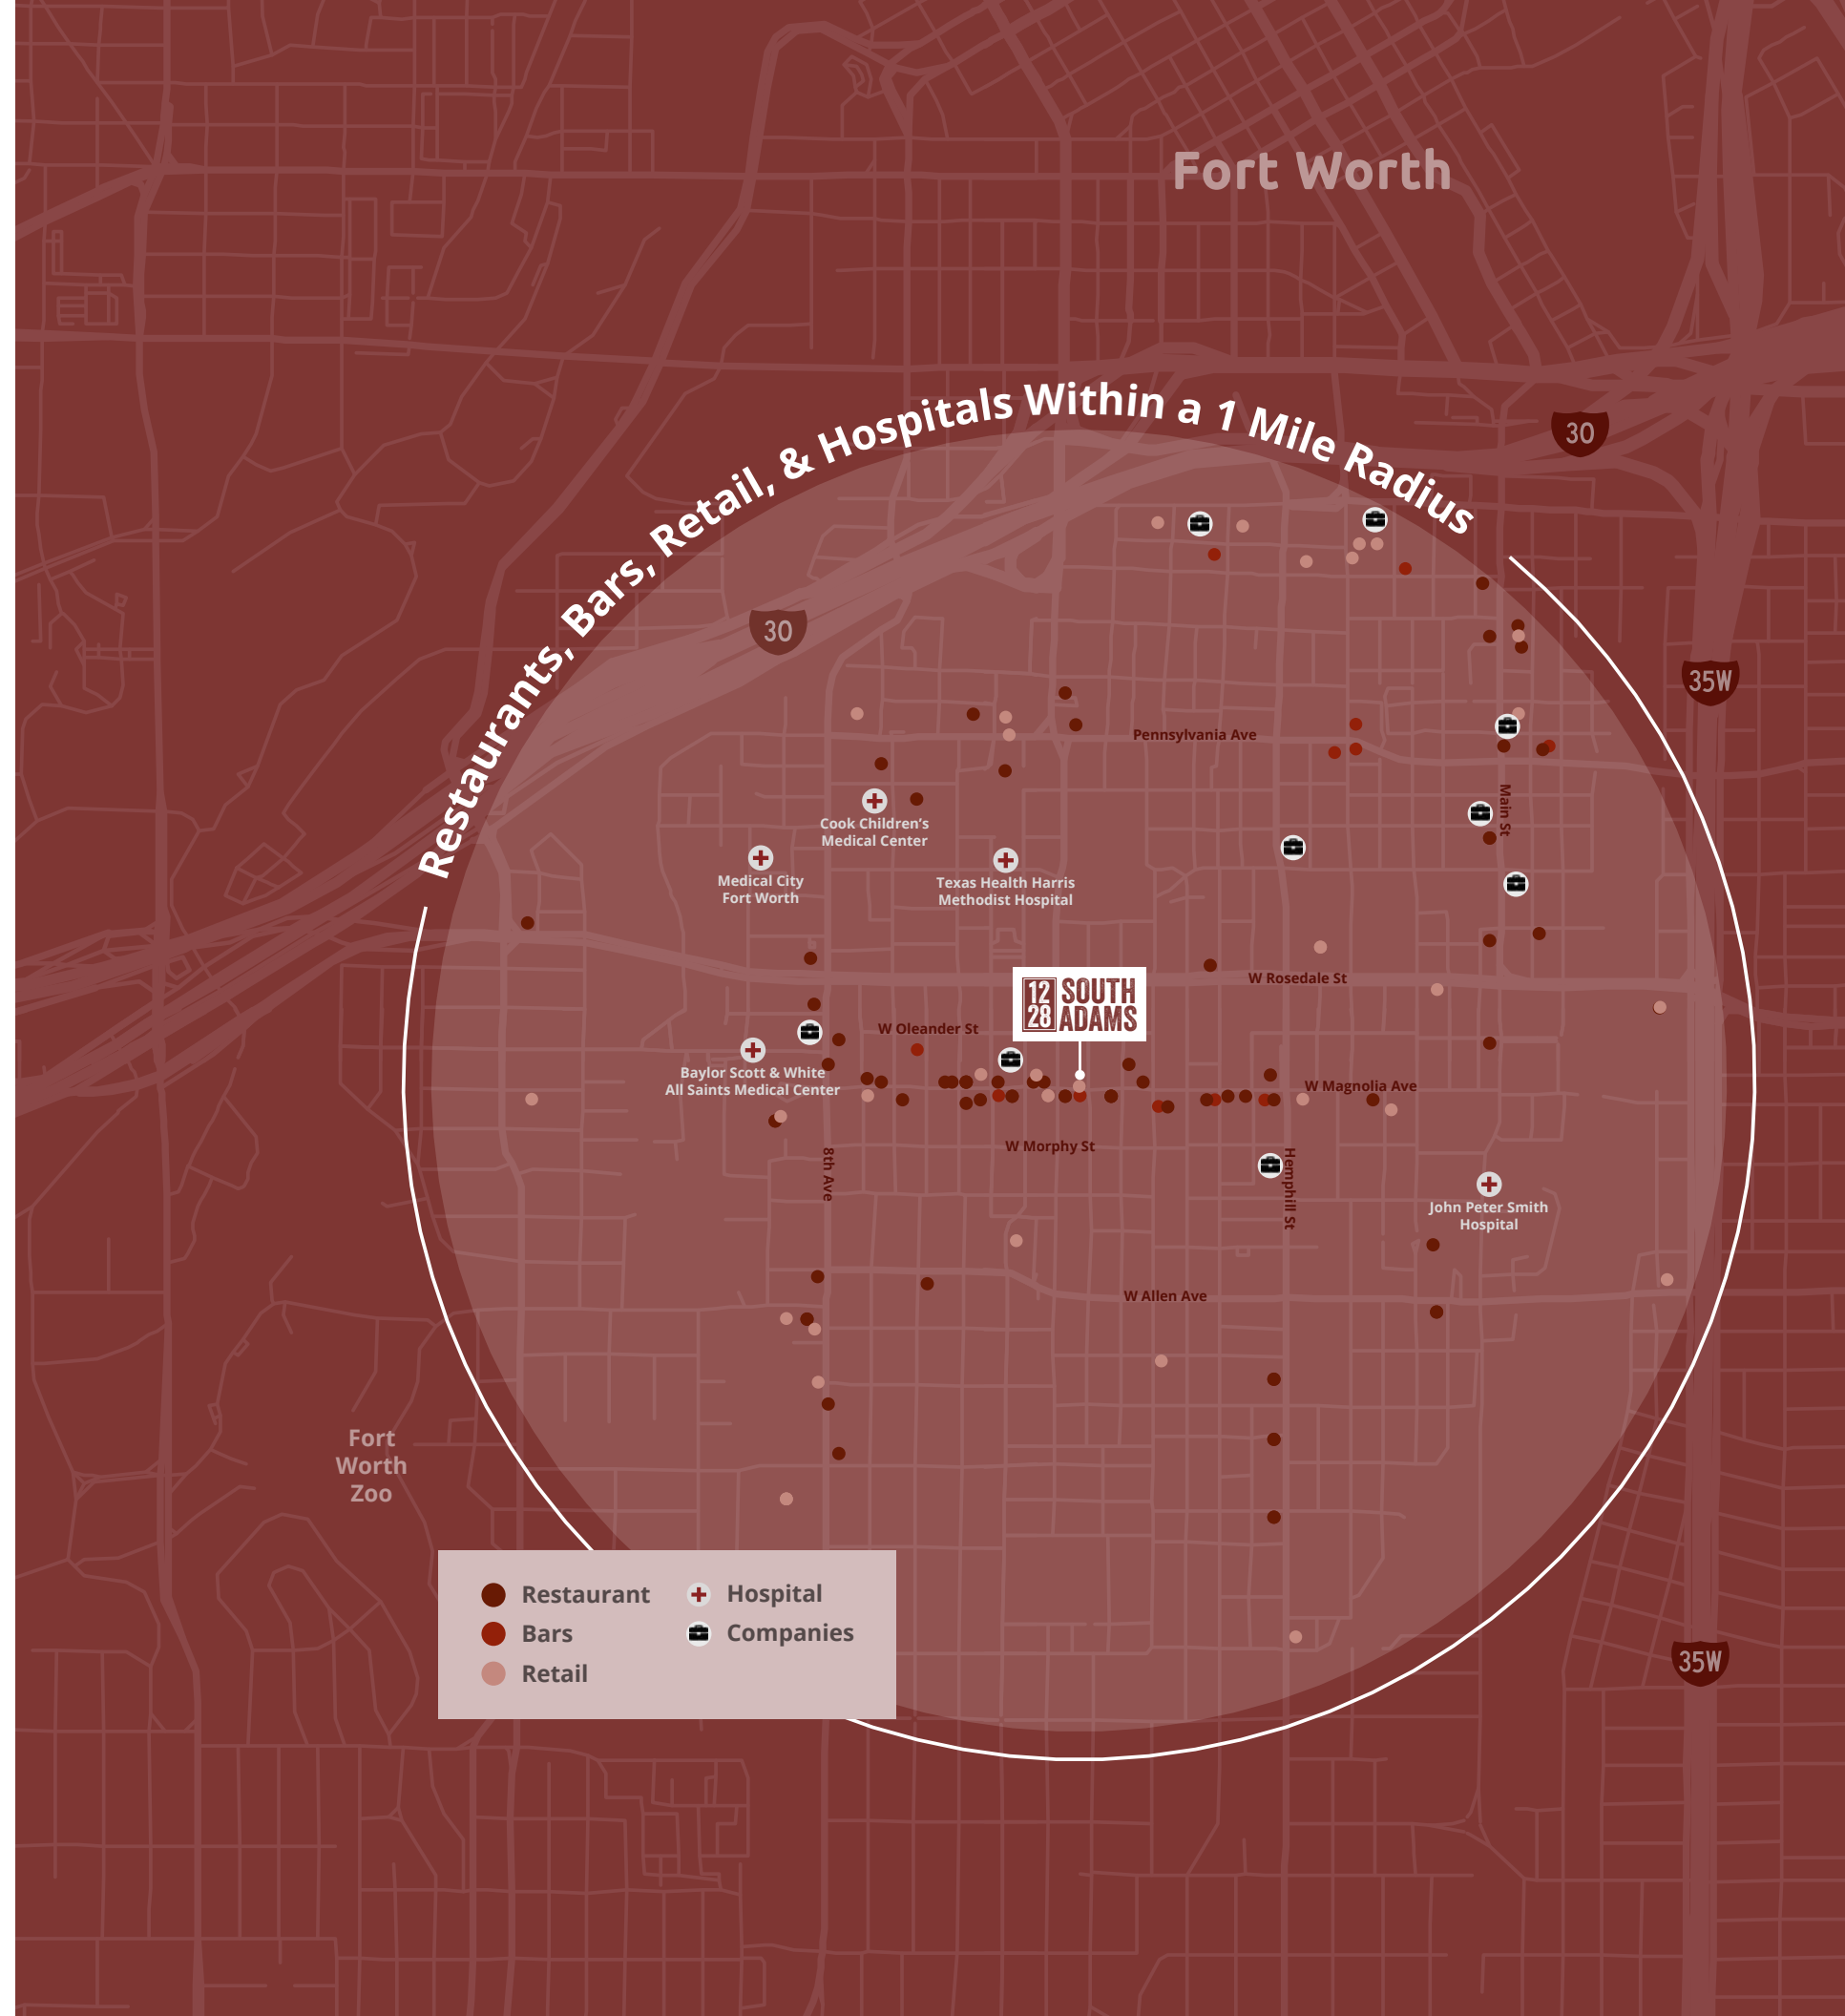 Fort Worth
Restaurants, Bars, Retail, & Hospitals Within a 1 Mile Radius
30
30
35W
Pennsylvania Ave
Main St
Cook Children’s
Medical Center
Medical City
Fort Worth
Texas Health Harris
Methodist Hospital
W Rosedale St
12
28
SOUTH
ADAMS
W Oleander St
Baylor Scott & White
All Saints Medical Center
W Magnolia Ave
W Morphy St
8th Ave
Hemphill St
John Peter Smith
Hospital
W Allen Ave
Fort
Worth
Zoo
Restaurant
Bars
Retail
Hospital
Companies
35W